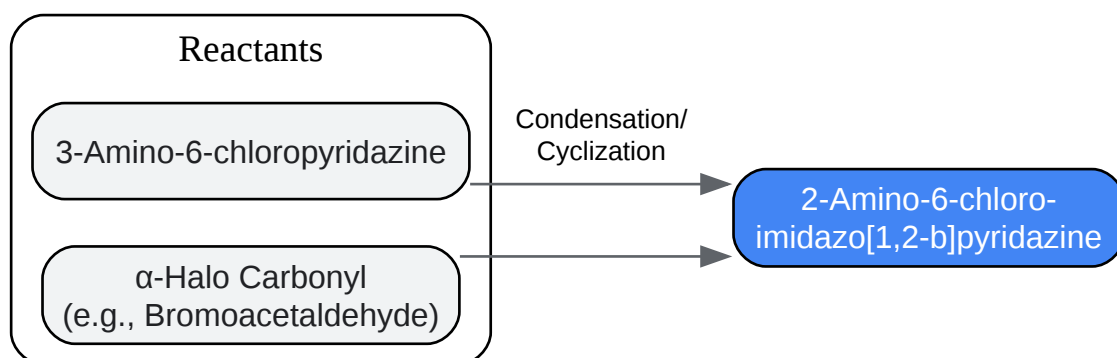 Reactants
3-Amino-6-chloropyridazine
Condensation/
Cyclization
2-Amino-6-chloro-
imidazo[1,2-b]pyridazine
α-Halo Carbonyl
(e.g., Bromoacetaldehyde)